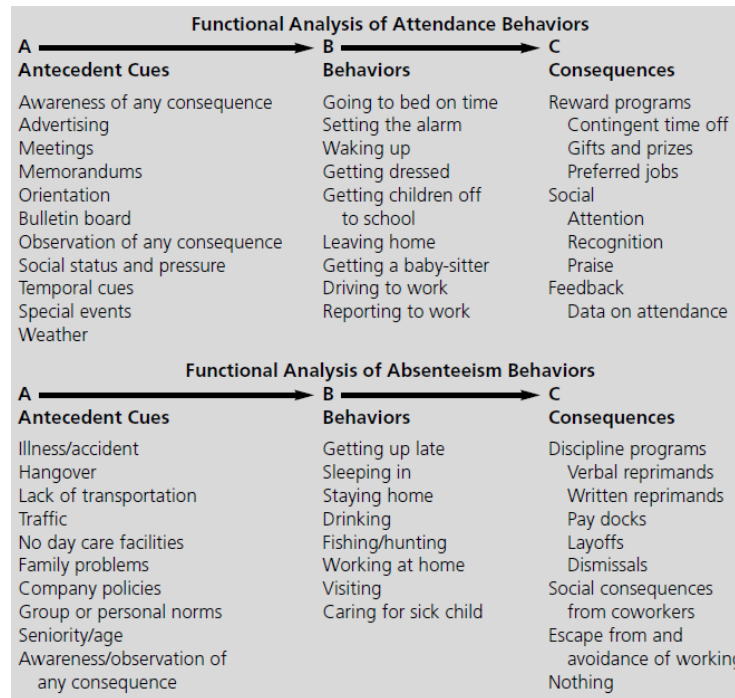 Functional Analysis of Attendance Behaviors
A B C
Antecedent Cues Behaviors Consequences
Awareness of any consequence Going to bed on time Reward programs
Advertising Setting the alarm Contingent time off
Meetings Waking up Gifts and prizes
Memorandums Getting dressed Preferred jobs
Orientation Getting children off Social
Bulletin board to school Attention
Observation of any consequence Leaving home Recognition
Social status and pressure Getting a baby-sitter Praise
Temporal cues Driving to work Feedback
Special events Reporting to work Data on attendance
Weather
Functional Analysis of Absenteeism Behaviors
A B C
Antecedent Cues Behaviors Consequences
Illness/accident Getting up late Discipline programs
Hangover Sleeping in Verbal reprimands
Lack of transportation Staying home Written reprimands
Traffic Drinking Pay docks
No day care facilities Fishing/hunting Layoffs
Family problems Working at home Dismissals
Company policies Visiting Social consequences
Group or personal norms Caring for sick child from coworkers
Seniority/age Escape from and
Awareness/observation of avoidance of working
any consequence Nothing